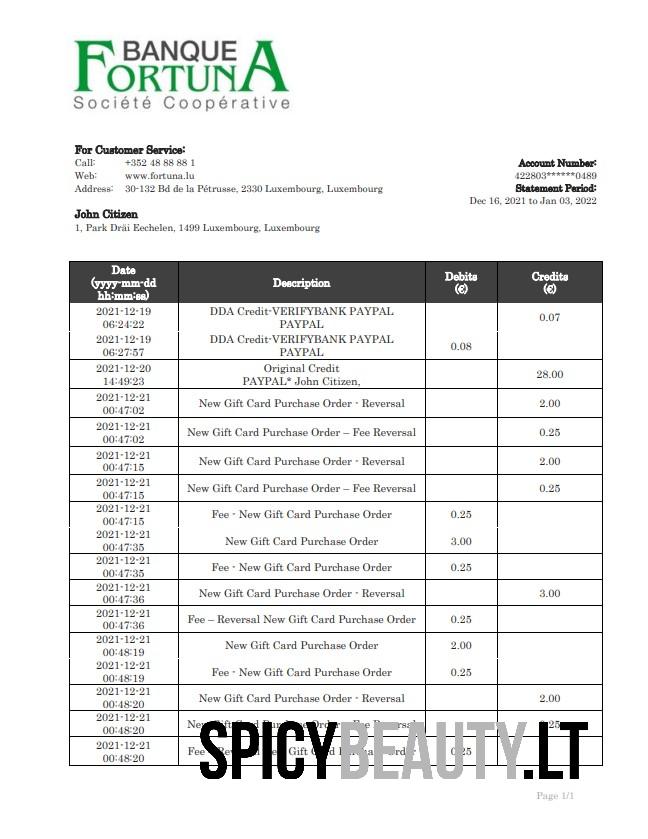 BANQUE
FORTUNA
Société Coopérative
For Customer Service:
Call: +352 48 88 88 1
Web: www.fortuna.lu
Address: 30-132 Bd de la Pétrusse, 2330 Luxembourg, Luxembourg
Account Number:
422803******0489
Statement Period:
Dec 16, 2021 to Jan 03, 2022
John Citizen
1, Park Dräi Eechelen, 1499 Luxembourg, Luxembourg
Date
(yyyy-mm-dd
hh:mm:ss)
Description
Debits
(€)
Credits
(€)
2021-12-19
06:24:22
DDA Credit-VERIFYBANK PAYPAL
PAYPAL
0.07
2021-12-19
06:27:57
DDA Credit-VERIFYBANK PAYPAL
PAYPAL
0.08
2021-12-20
14:49:23
Original Credit
PAYPAL* John Citizen,
28.00
2021-12-21
00:47:02
New Gift Card Purchase Order - Reversal
2.00
2021-12-21
00:47:02
New Gift Card Purchase Order – Fee Reversal
0.25
2021-12-21
00:47:15
New Gift Card Purchase Order - Reversal
2.00
2021-12-21
00:47:15
New Gift Card Purchase Order – Fee Reversal
0.25
2021-12-21
00:47:15
Fee - New Gift Card Purchase Order
0.25
2021-12-21
00:47:35
New Gift Card Purchase Order
3.00
2021-12-21
00:47:35
Fee - New Gift Card Purchase Order
0.25
2021-12-21
00:47:36
New Gift Card Purchase Order - Reversal
3.00
2021-12-21
00:47:36
Fee – Reversal New Gift Card Purchase Order
0.25
2021-12-21
00:48:19
New Gift Card Purchase Order
2.00
2021-12-21
00:48:19
Fee - New Gift Card Purchase Order
0.25
2021-12-21
00:48:20
New Gift Card Purchase Order - Reversal
2.00
2021-12-21
00:48:20
New Gift Card Purchase Order – Fee Reversal
0.25
2021-12-21
00:48:20
Fee – Reversal New Gift Card Purchase Order
0.25
SPICYBEAUTY.LT
Page 1/1